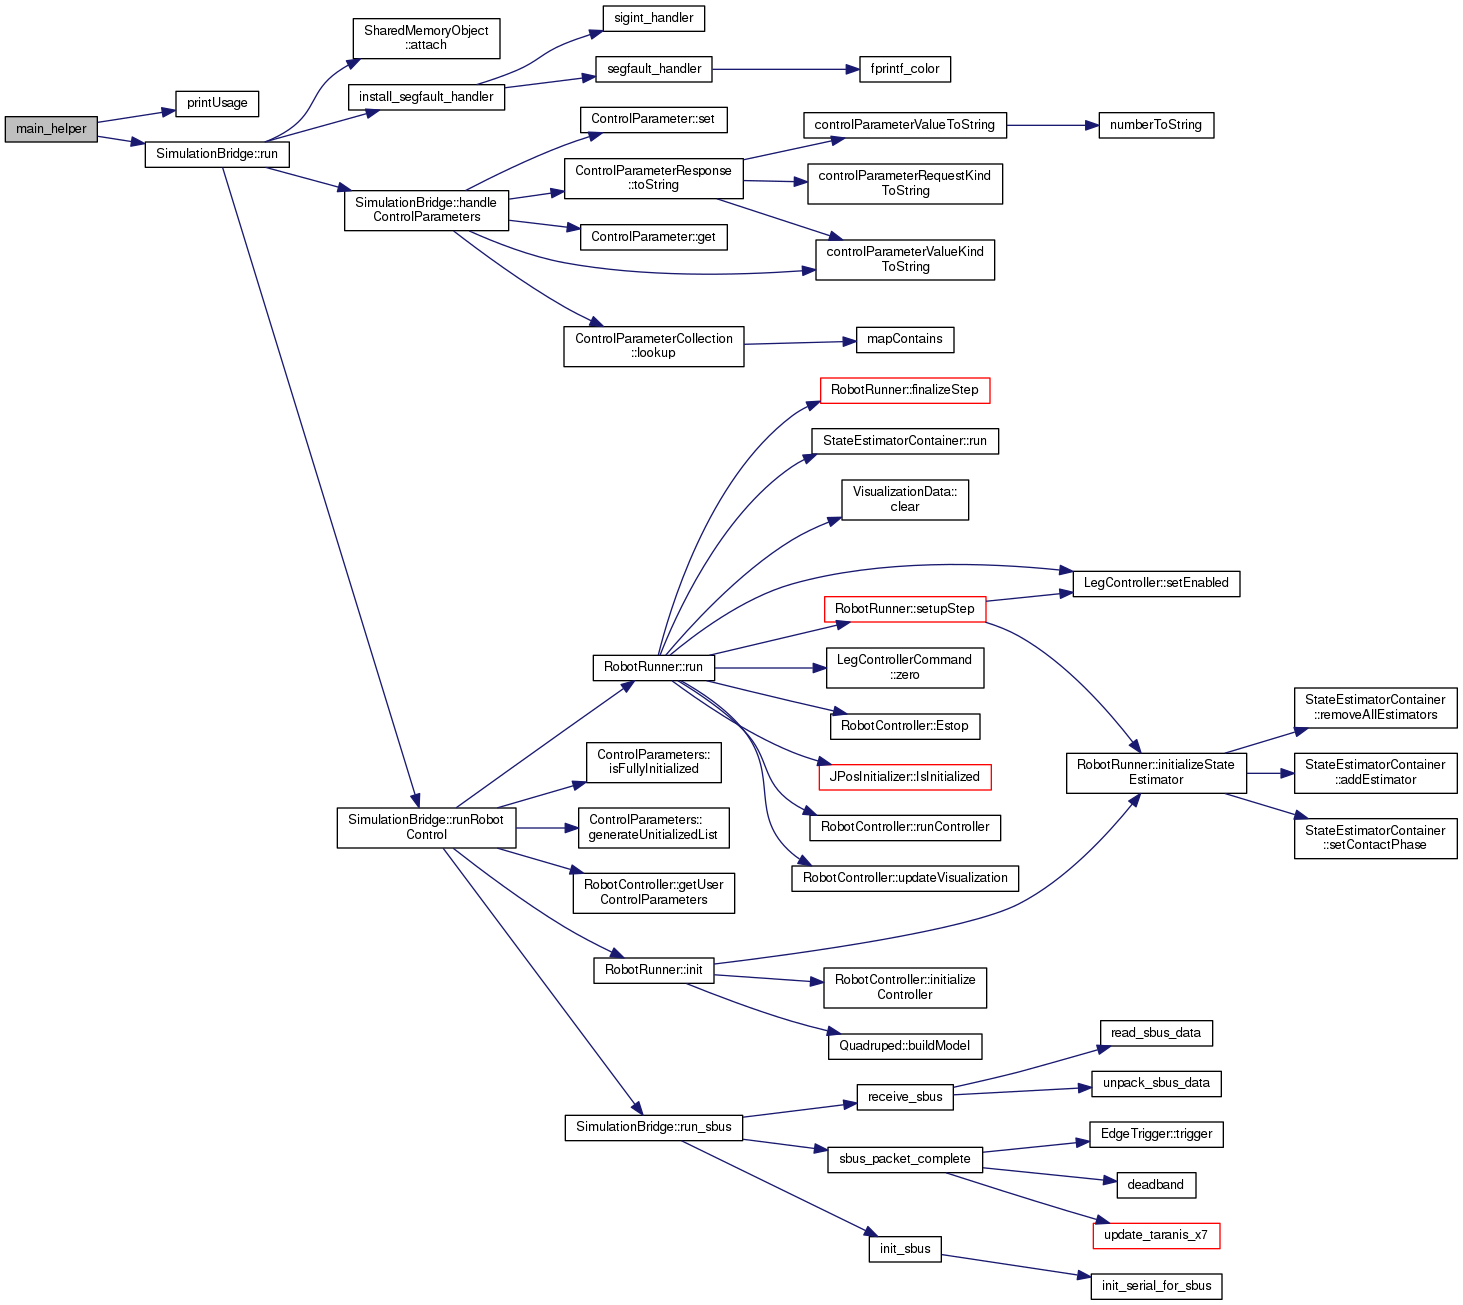 main_helper
printUsage
SimulationBridge::run
SharedMemoryObject
::attach
install_segfault_handler
sigint_handler
segfault_handler
fprintf_color
SimulationBridge::handle
ControlParameters
ControlParameter::set
ControlParameterResponse
::toString
controlParameterValueToString
numberToString
controlParameterRequestKind
ToString
ControlParameter::get
controlParameterValueKind
ToString
ControlParameterCollection
::lookup
mapContains
SimulationBridge::runRobot
Control
RobotRunner::run
RobotRunner::finalizeStep
StateEstimatorContainer::run
VisualizationData::
clear
LegController::setEnabled
RobotRunner::setupStep
LegControllerCommand
::zero
RobotController::Estop
JPosInitializer::IsInitialized
RobotController::runController
RobotController::updateVisualization
RobotRunner::initializeState
Estimator
StateEstimatorContainer
::removeAllEstimators
StateEstimatorContainer
::addEstimator
StateEstimatorContainer
::setContactPhase
ControlParameters::
isFullyInitialized
ControlParameters::
generateUnitializedList
RobotController::getUser
ControlParameters
RobotRunner::init
RobotController::initialize
Controller
Quadruped::buildModel
SimulationBridge::run_sbus
receive_sbus
read_sbus_data
unpack_sbus_data
sbus_packet_complete
EdgeTrigger::trigger
deadband
update_taranis_x7
init_sbus
init_serial_for_sbus